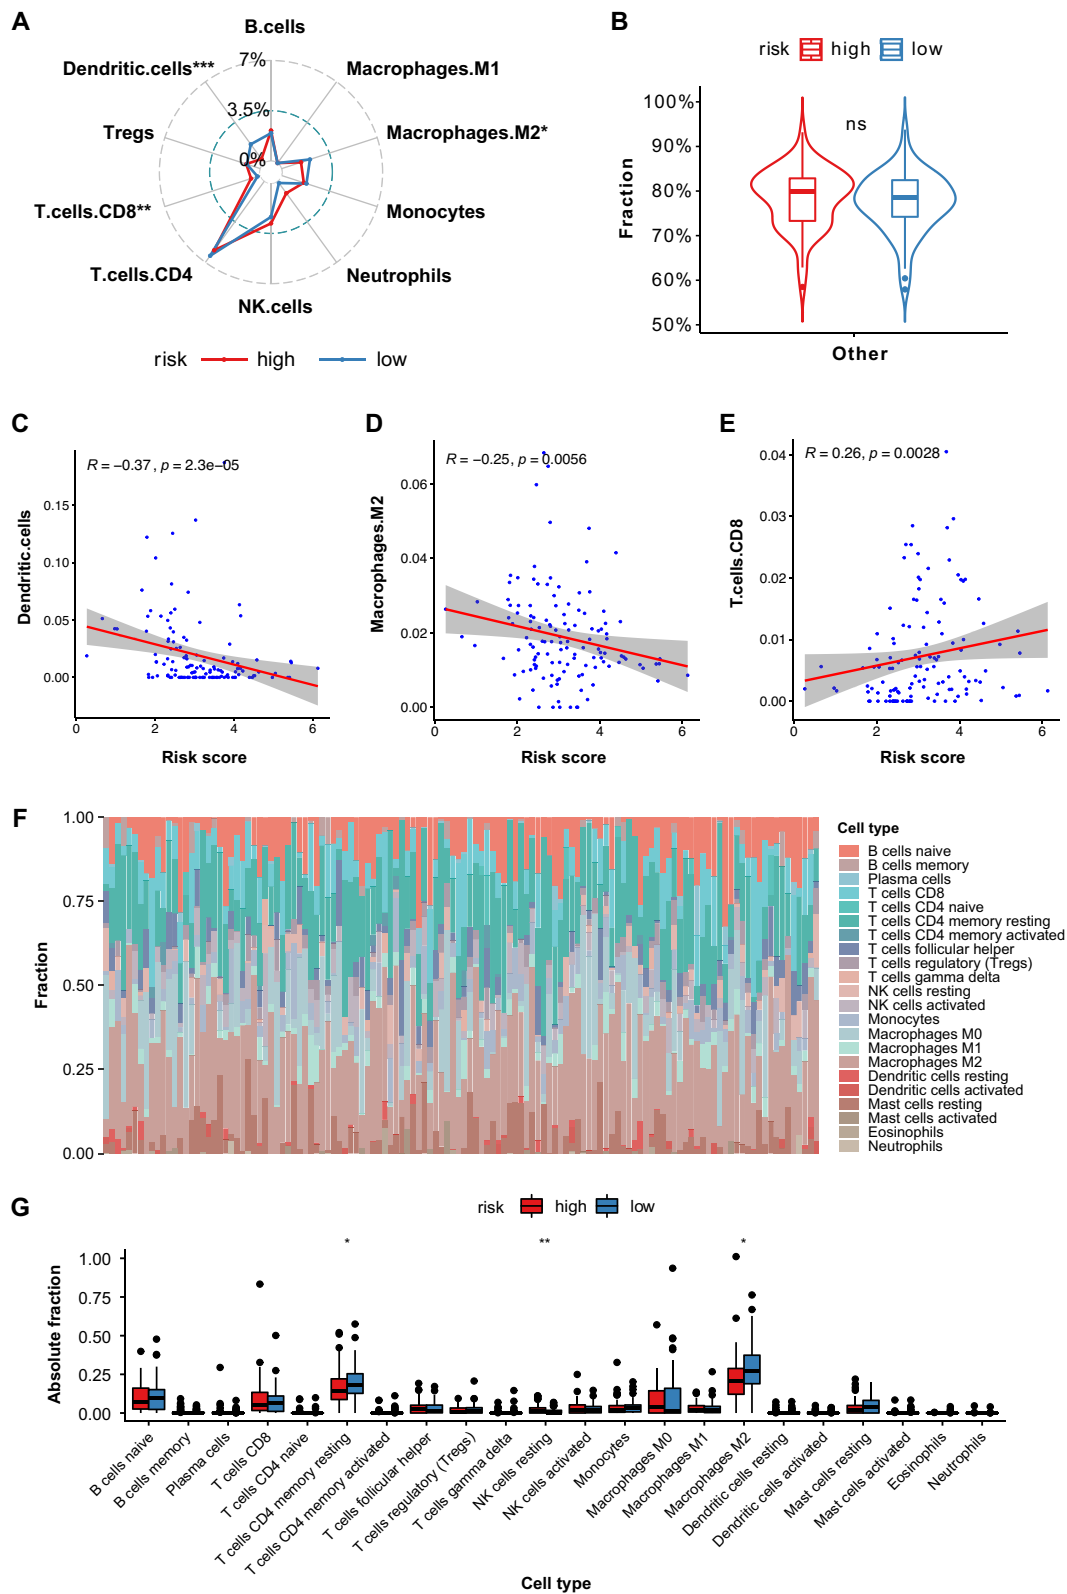 A
B.cells
7%
Dendritic.cells***
Macrophages.M1
3.5%
Tregs
Macrophages.M2*
0%
T.cells.CD8**
Monocytes
T.cells.CD4
Neutrophils
NK.cells
risk high low
B
risk high low
100%
90%
80%
70%
60%
50%
Fraction
ns
Other
C
R = −0.37, p = 2.3e−05
0.15
0.10
0.05
0.00
Dendritic.cells
0 2 4 6
Risk score
D
R = −0.25, p = 0.0056
0.06
0.04
0.02
0.00
Macrophages.M2
0 2 4 6
Risk score
E
R = 0.26, p = 0.0028
0.04
0.03
0.02
0.01
0.00
T.cells.CD8
0 2 4 6
Risk score
F
1.00
0.75
0.50
0.25
0.00
Fraction
Cell type
B cells naive
B cells memory
Plasma cells
T cells CD8
T cells CD4 naive
T cells CD4 memory resting
T cells CD4 memory activated
T cells follicular helper
T cells regulatory (Tregs)
T cells gamma delta
NK cells resting
NK cells activated
Monocytes
Macrophages M0
Macrophages M1
Macrophages M2
Dendritic cells resting
Dendritic cells activated
Mast cells resting
Mast cells activated
Eosinophils
Neutrophils
G
risk high low
* ** *
1.00
0.75
0.50
0.25
0.00
Absolute fraction
B cells naive
B cells memory
Plasma cells
T cells CD8
T cells CD4 naive
T cells CD4 memory resting
T cells CD4 memory activated
T cells follicular helper
T cells regulatory (Tregs)
T cells gamma delta
NK cells resting
NK cells activated
Monocytes
Macrophages M0
Macrophages M1
Macrophages M2
Dendritic cells resting
Dendritic cells activated
Mast cells resting
Mast cells activated
Eosinophils
Neutrophils
Cell type